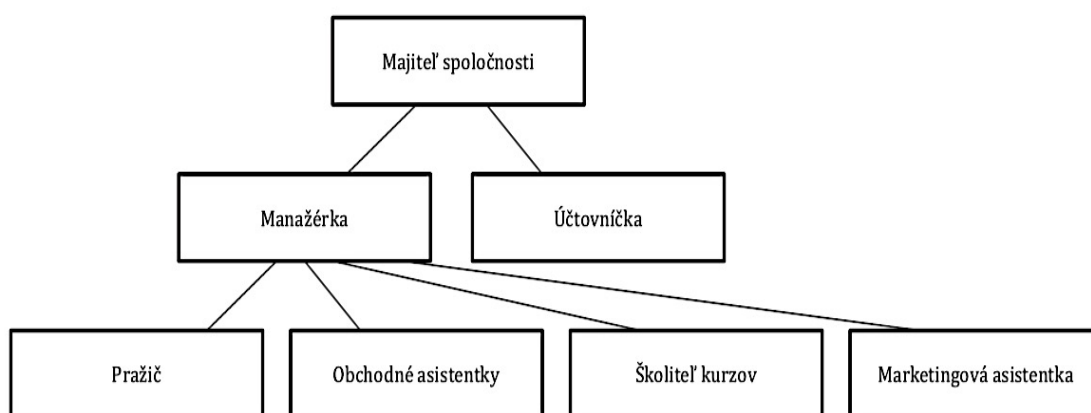 Majiteľ spoločnosti
Manažérka
Účtovníčka
Pražič
Obchodné asistentky
Školiteľ kurzov
Marketingová asistentka